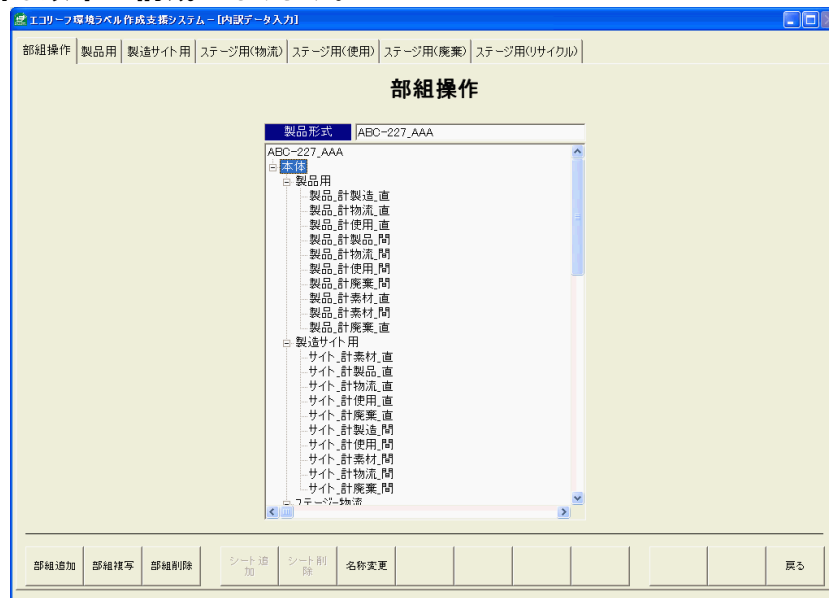 エコリーフ環境ラベル作成支援システムー[内訳データ入力]
部組操作 製品用 製造サイト用 ステージ用(物流) ステージ用(使用) ステージ用(廃棄) ステージ用(リサイクル)
部組操作
製品形式 ABC-227_AAA
ABC-227_AAA
本体
製品用
製品_計製造_直
製品_計物流_直
製品_計使用_直
製品_計製品_間
製品_計物流_間
製品_計使用_間
製品_計廃棄_間
製品_計素材_直
製品_計素材_間
製品_計廃棄_直
製造サイト用
サイト_計素材_直
サイト_計製品_直
サイト_計物流_直
サイト_計使用_直
サイト_計廃棄_直
サイト_計製造_間
サイト_計使用_間
サイト_計素材_間
サイト_計物流_間
サイト_計廃棄_間
ステージー物流
部組追加 部組複写 部組削除 シート追加 シート削除 名称変更 戻る